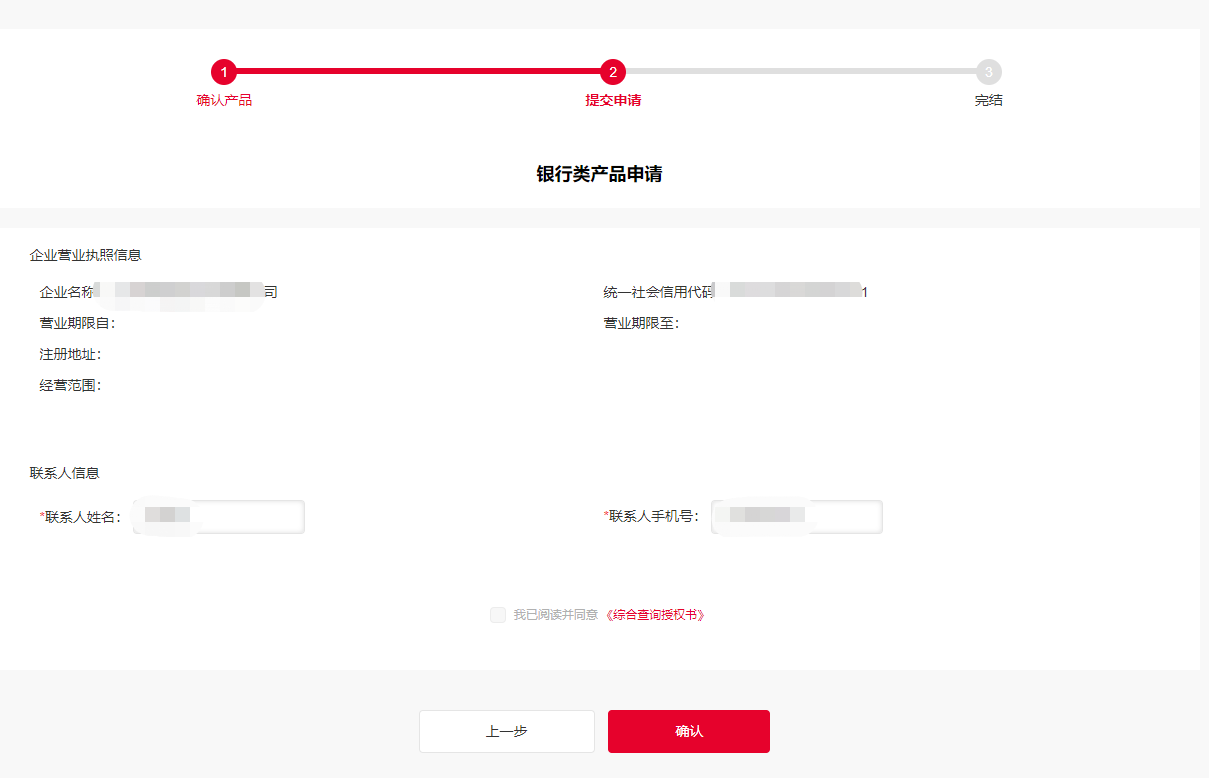 1
2
3
确认产品
提交申请
完结
银行类产品申请
企业营业执照信息
企业名称 司
统一社会信用代码 1
营业期限自：
营业期限至：
注册地址：
经营范围：
联系人信息
*联系人姓名：
*联系人手机号：
我已阅读并同意 《综合查询授权书》
上一步
确认